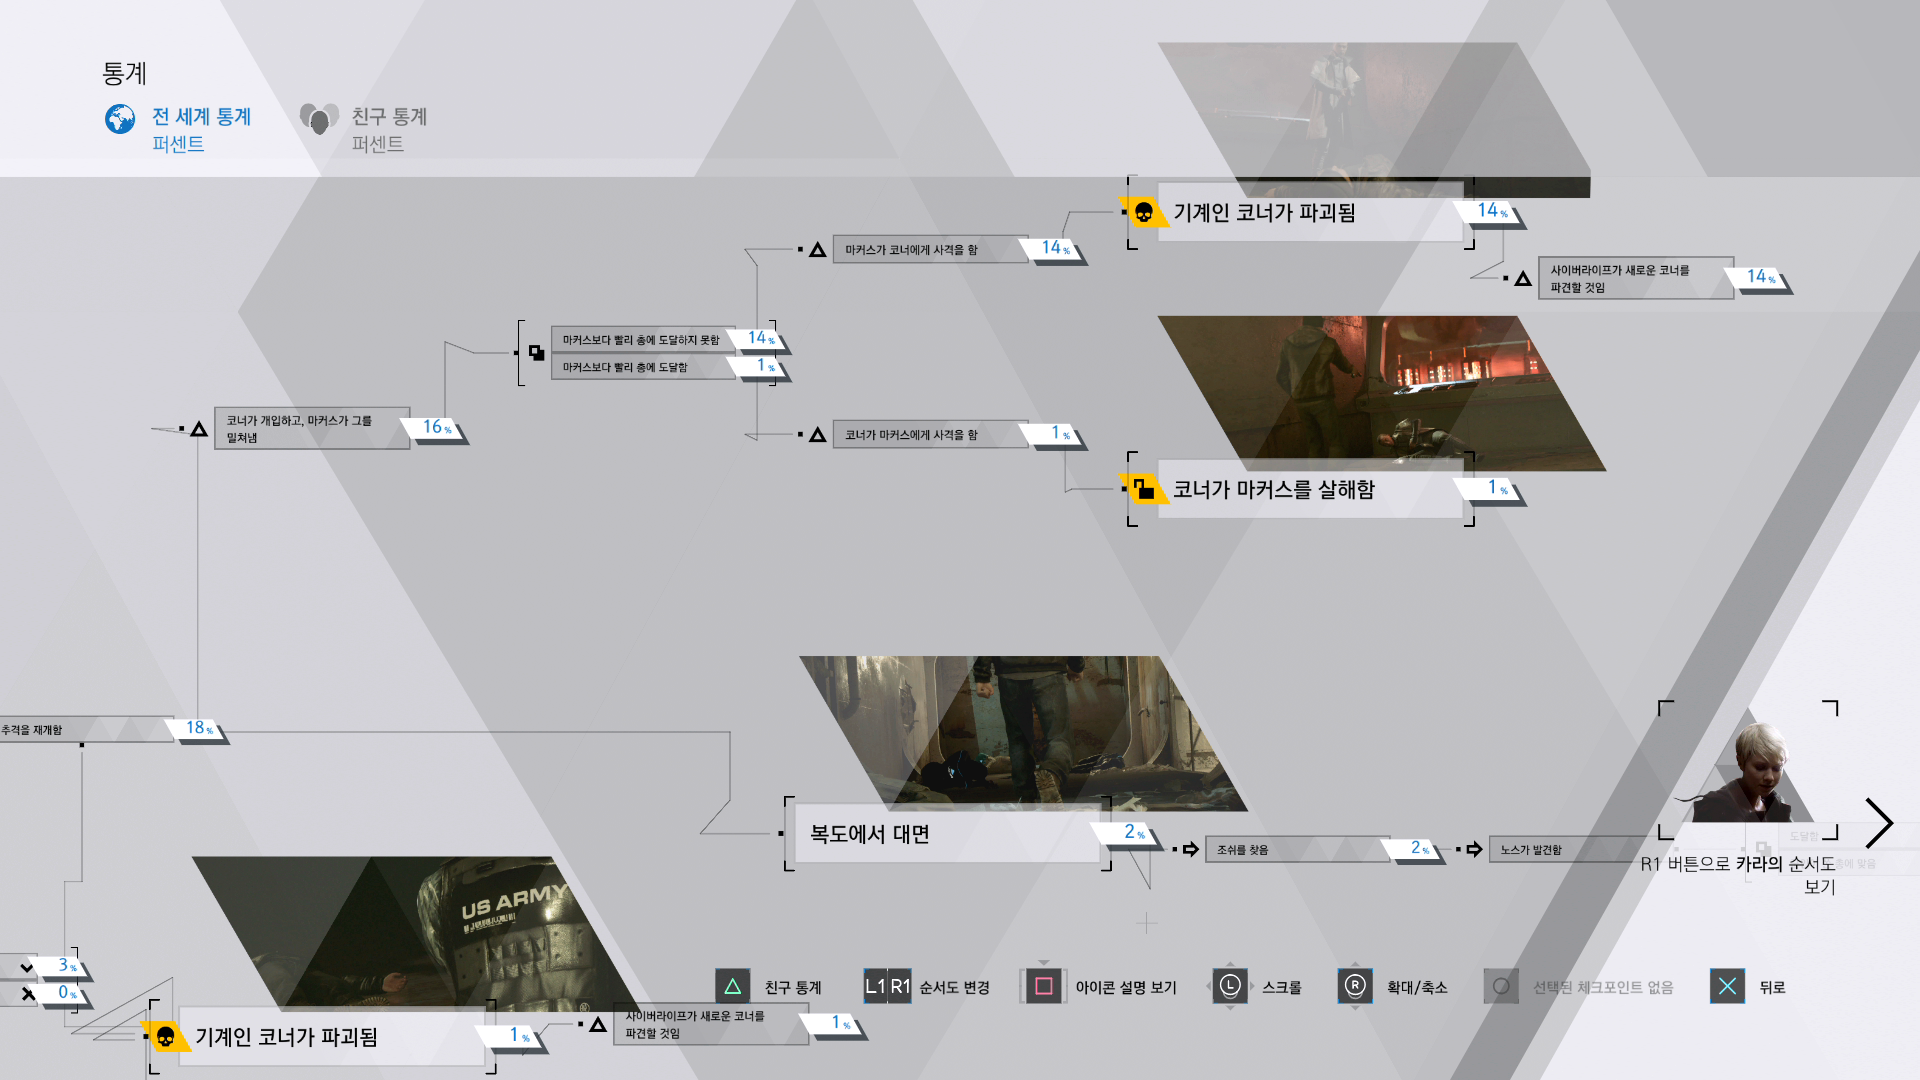 통계
전 세계 통계
퍼센트
친구 통계
퍼센트
기계인 코너가 파괴됨
14%
마커스가 코너에게 사격을 함
14%
사이버라이프가 새로운 코너를
파견할 것임
14%
마커스보다 빨리 총에 도달하지 못함
14%
마커스보다 빨리 총에 도달함
1%
코너가 개입하고, 마커스가 그를
밀쳐냄
16%
코너가 마커스에게 사격을 함
1%
코너가 마커스를 살해함
1%
추격을 재개함
18%
복도에서 대면
2%
조쉬를 찾음
2%
노스가 발견함
도달함
총에 맞음
R1 버튼으로 카라의 순서도
보기
US ARMY
3%
0%
기계인 코너가 파괴됨
1%
사이버라이프가 새로운 코너를
파견할 것임
1%
친구 통계
L1 R1 순서도 변경
아이콘 설명 보기
L 스크롤
R 확대/축소
선택된 체크포인트 없음
뒤로